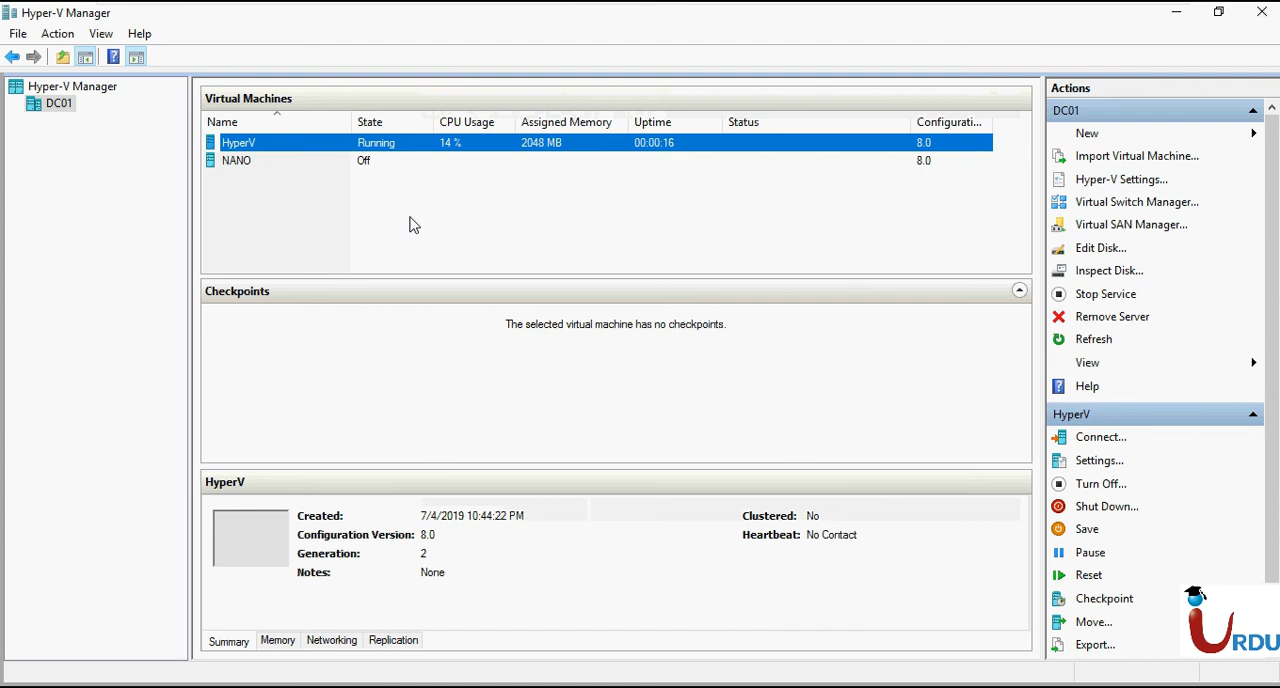 Hyper-V Manager
File Action View Help
Hyper-V Manager
DC01
Virtual Machines
Name State CPU Usage Assigned Memory Uptime Status Configurati...
HyperV Running 14 % 2048 MB 00:00:16 8.0
NANO Off 8.0
Checkpoints
The selected virtual machine has no checkpoints.
HyperV
Created: 7/4/2019 10:44:22 PM Clustered: No
Configuration Version: 8.0 Heartbeat: No Contact
Generation: 2
Notes: None
Summary Memory Networking Replication
Actions
DC01
New
Import Virtual Machine...
Hyper-V Settings...
Virtual Switch Manager...
Virtual SAN Manager...
Edit Disk...
Inspect Disk...
Stop Service
Remove Server
Refresh
View
Help
HyperV
Connect...
Settings...
Turn Off...
Shut Down...
Save
Pause
Reset
Checkpoint
Move...
Export...
URDU